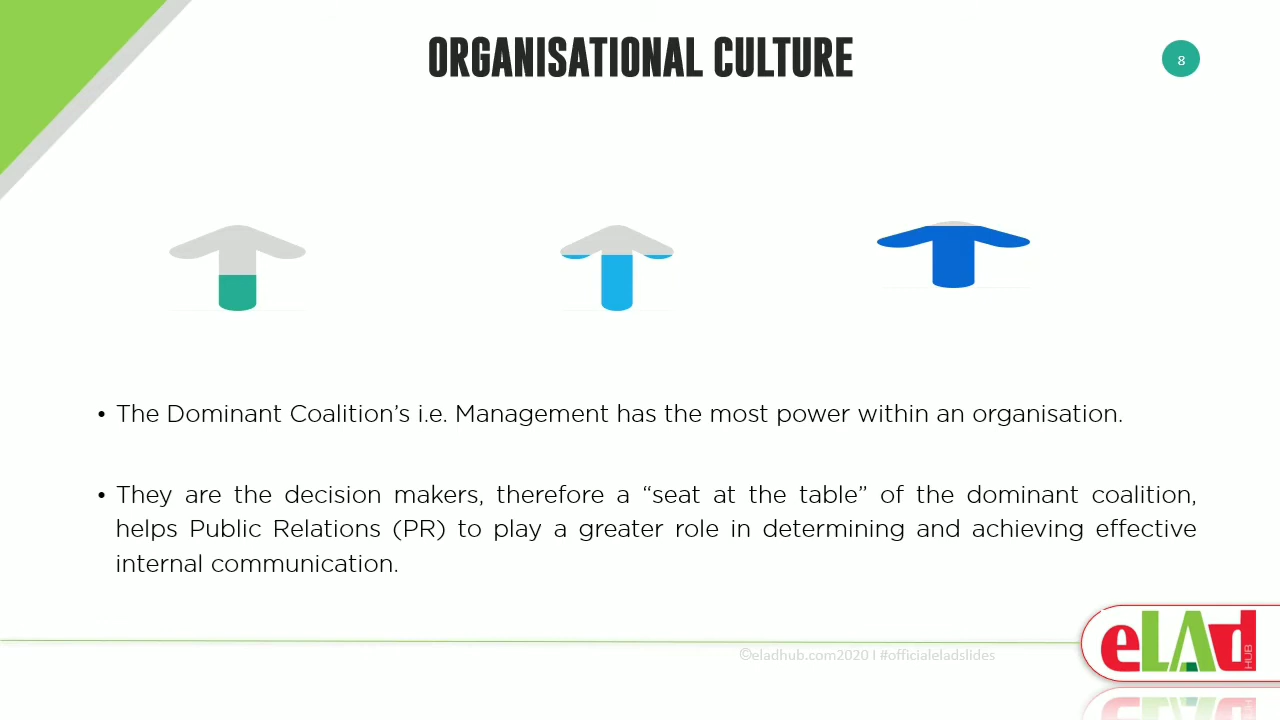 ORGANISATIONAL CULTURE
8
• The Dominant Coalition’s i.e. Management has the most power within an organisation.
• They are the decision makers, therefore a “seat at the table” of the dominant coalition,
helps Public Relations (PR) to play a greater role in determining and achieving effective
internal communication.
©eladhub.com2020 I #officialeladslides
eLAd
HUB